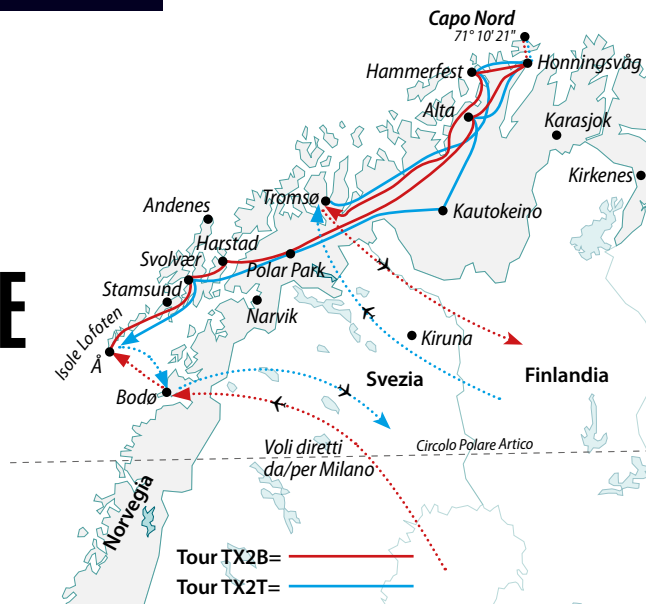 Capo Nord
71° 10' 21"
Honningsvåg
Hammerfest
Alta
Karasjok
Kirkenes
Tromsø
Kautokeino
Andenes
Harstad
Svolvær
Polar Park
Stamsund
Narvik
Isole Lofoten
Å
Kiruna
Bodø
Svezia
Finlandia
E
Voli diretti
da/per Milano
Circolo Polare Artico
Norvegia
Tour TX2B=
Tour TX2T=